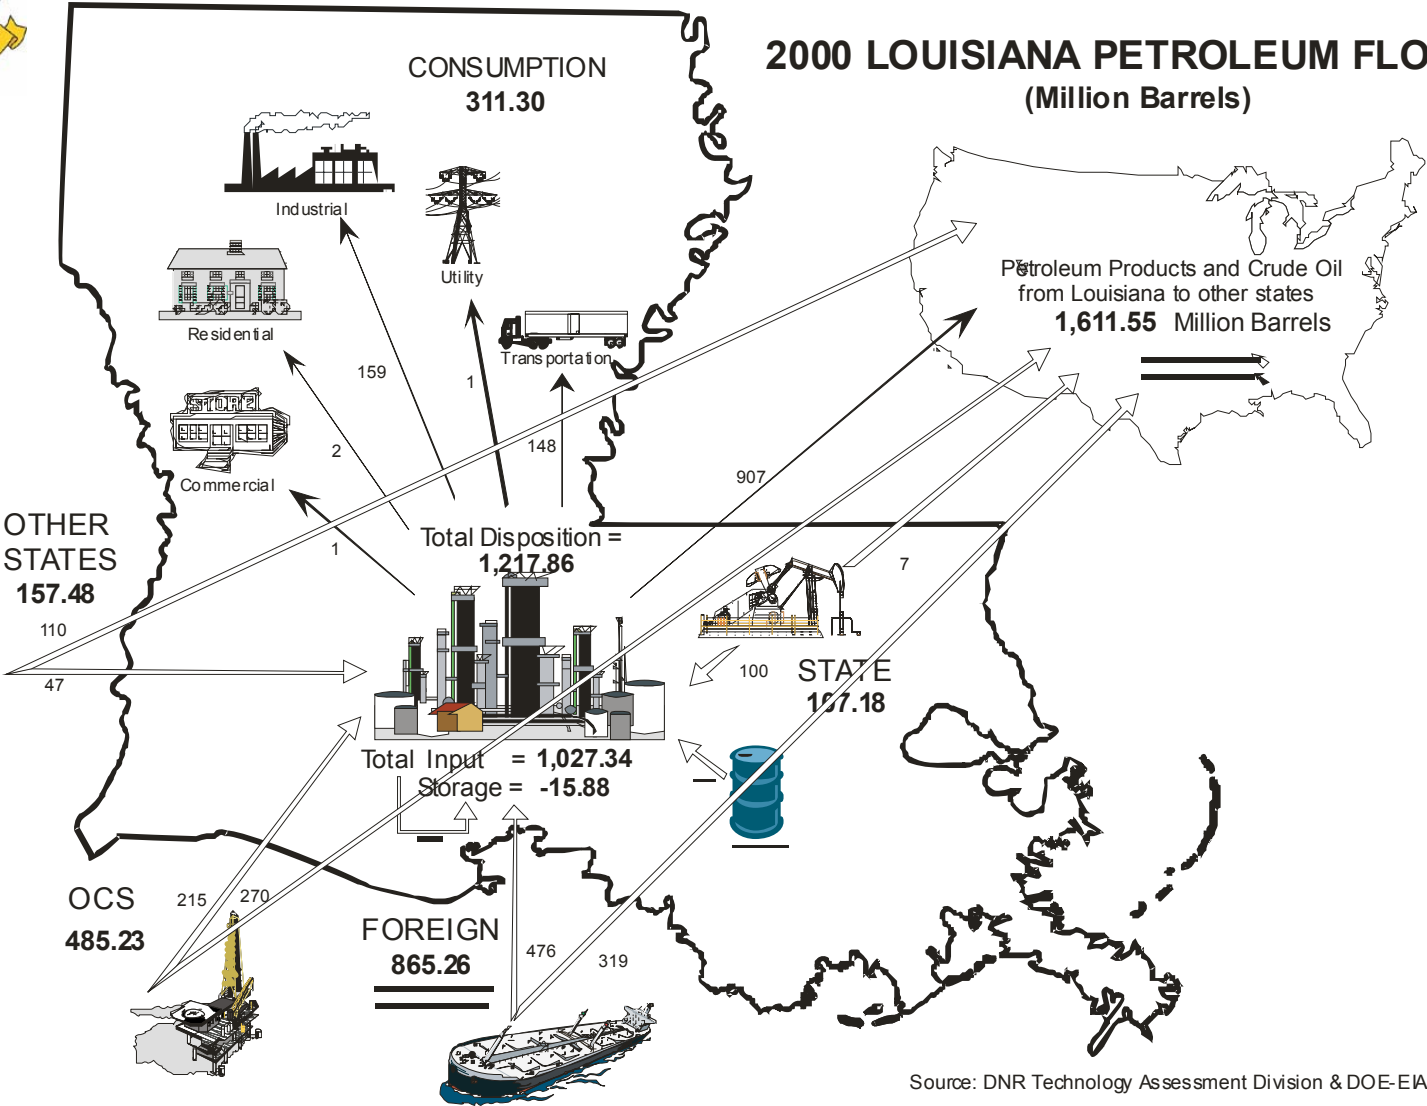 2000 LOUISIANA PETROLEUM FLO
(Million Barrels)
CONSUMPTION
311.30
Industrial
Utility
Residential
Transportation
STORE
Commercial
159
1
148
2
1
907
Petroleum Products and Crude Oil
from Louisiana to other states
1,611.55 Million Barrels
OTHER
STATES
157.48
110
47
Total Disposition =
1,217.86
7
100
STATE
107.18
Total Input = 1,027.34
Storage = -15.88
OCS
485.23
215
270
FOREIGN
865.26
476
319
Source: DNR Technology Assessment Division & DOE-EIA